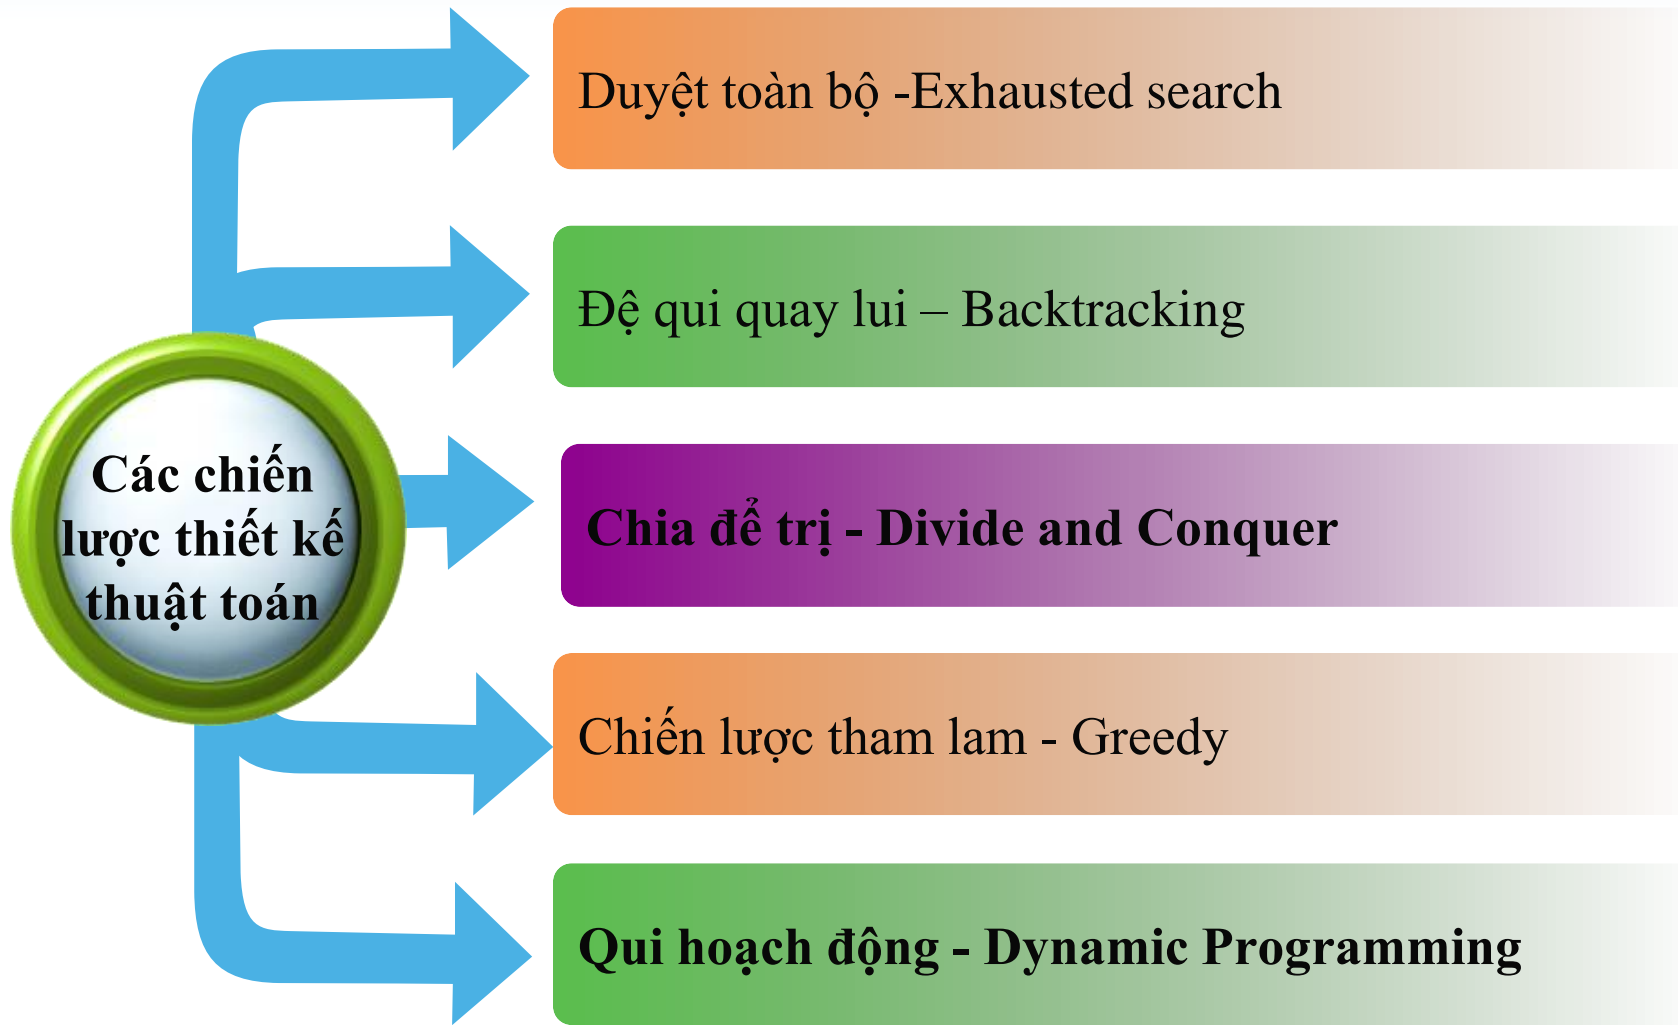 Các chiến
lược thiết kế
thuật toán
Duyệt toàn bộ -Exhausted search
Đệ qui quay lui – Backtracking
Chia để trị - Divide and Conquer
Chiến lược tham lam - Greedy
Qui hoạch động - Dynamic Programming